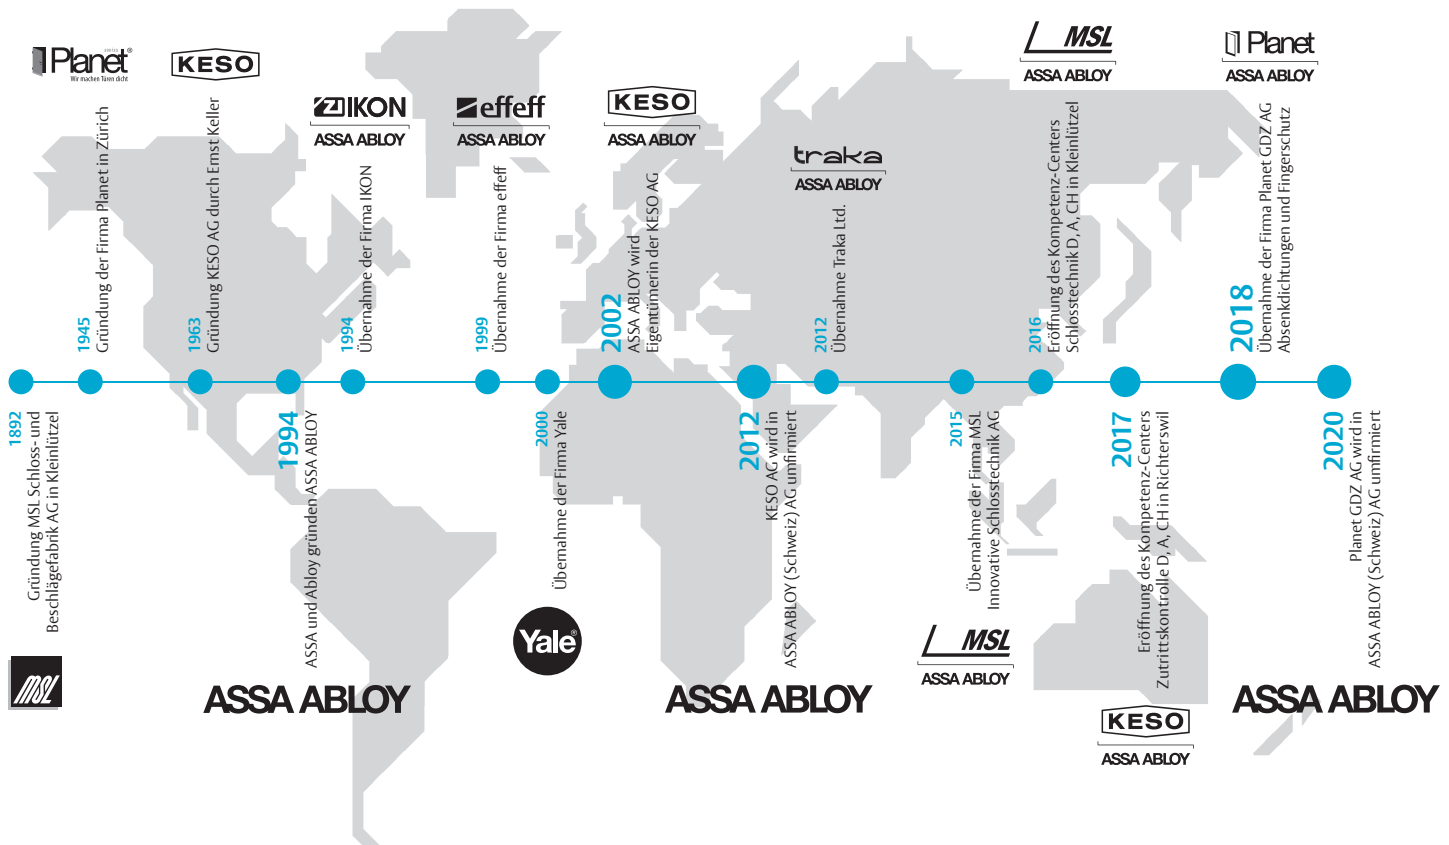 Planet®
Wir machen Türen dicht
1945
Gründung der Firma Planet in Zürich
KESO
1963
Gründung KESO AG durch Ernst Keller
IKON
ASSA ABLOY
1994
Übernahme der Firma IKON
effeff
ASSA ABLOY
1999
Übernahme der Firma effeff
KESO
ASSA ABLOY
2002
ASSA ABLOY wird
Eigentümerin der KESO AG
traka
ASSA ABLOY
2012
Übernahme Traka Ltd.
MSL
ASSA ABLOY
2016
Eröffnung des Kompetenz-Centers
Schlosstechnik D, A, CH in Kleinlützel
Planet
ASSA ABLOY
2018
Übernahme der Firma Planet GDZ AG
Absenkdichtungen und Fingerschutz
1892
Gründung MSL Schloss- und
Beschlägefabrik AG in Kleinlützel
MSL
1994
ASSA und Abloy gründen ASSA ABLOY
ASSA ABLOY
2000
Übernahme der Firma Yale
Yale®
2012
KESO AG wird in
ASSA ABLOY (Schweiz) AG umfirmiert
ASSA ABLOY
2015
Übernahme der Firma MSL
Innovative Schlosstechnik AG
MSL
ASSA ABLOY
2017
Eröffnung des Kompetenz-Centers
Zutrittskontrolle D, A, CH in Richterswil
KESO
ASSA ABLOY
2020
Planet GDZ AG wird in
ASSA ABLOY (Schweiz) AG umfirmiert
ASSA ABLOY